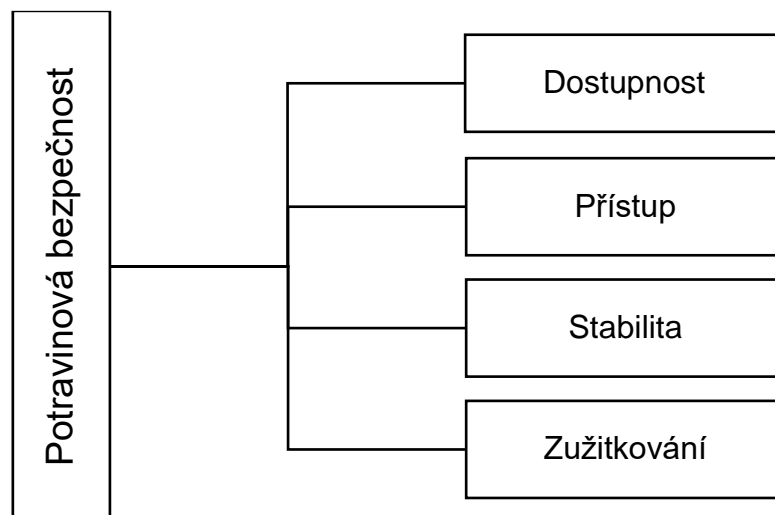 Potravinová bezpečnost
Dostupnost
Přístup
Stabilita
Zužitkování